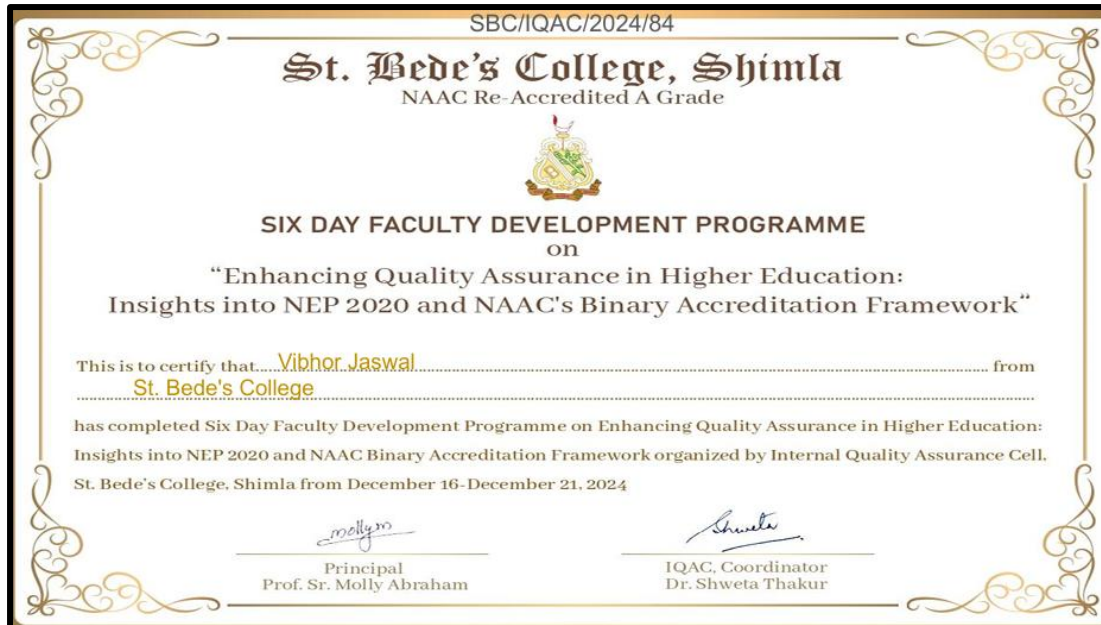 SBC/IQAC/2024/84
St. Bede's College, Shimla
NAAC Re-Accredited A Grade
SIX DAY FACULTY DEVELOPMENT PROGRAMME
on
“Enhancing Quality Assurance in Higher Education:
Insights into NEP 2020 and NAAC's Binary Accreditation Framework“
This is to certify that.... Vibhor Jaswal .... from
St. Bede's College
has completed Six Day Faculty Development Programme on Enhancing Quality Assurance in Higher Education:
Insights into NEP 2020 and NAAC Binary Accreditation Framework organized by Internal Quality Assurance Cell,
St. Bede's College, Shimla from December 16-December 21, 2024
mollym Shweta
Principal IQAC, Coordinator
Prof. Sr. Molly Abraham Dr. Shweta Thakur